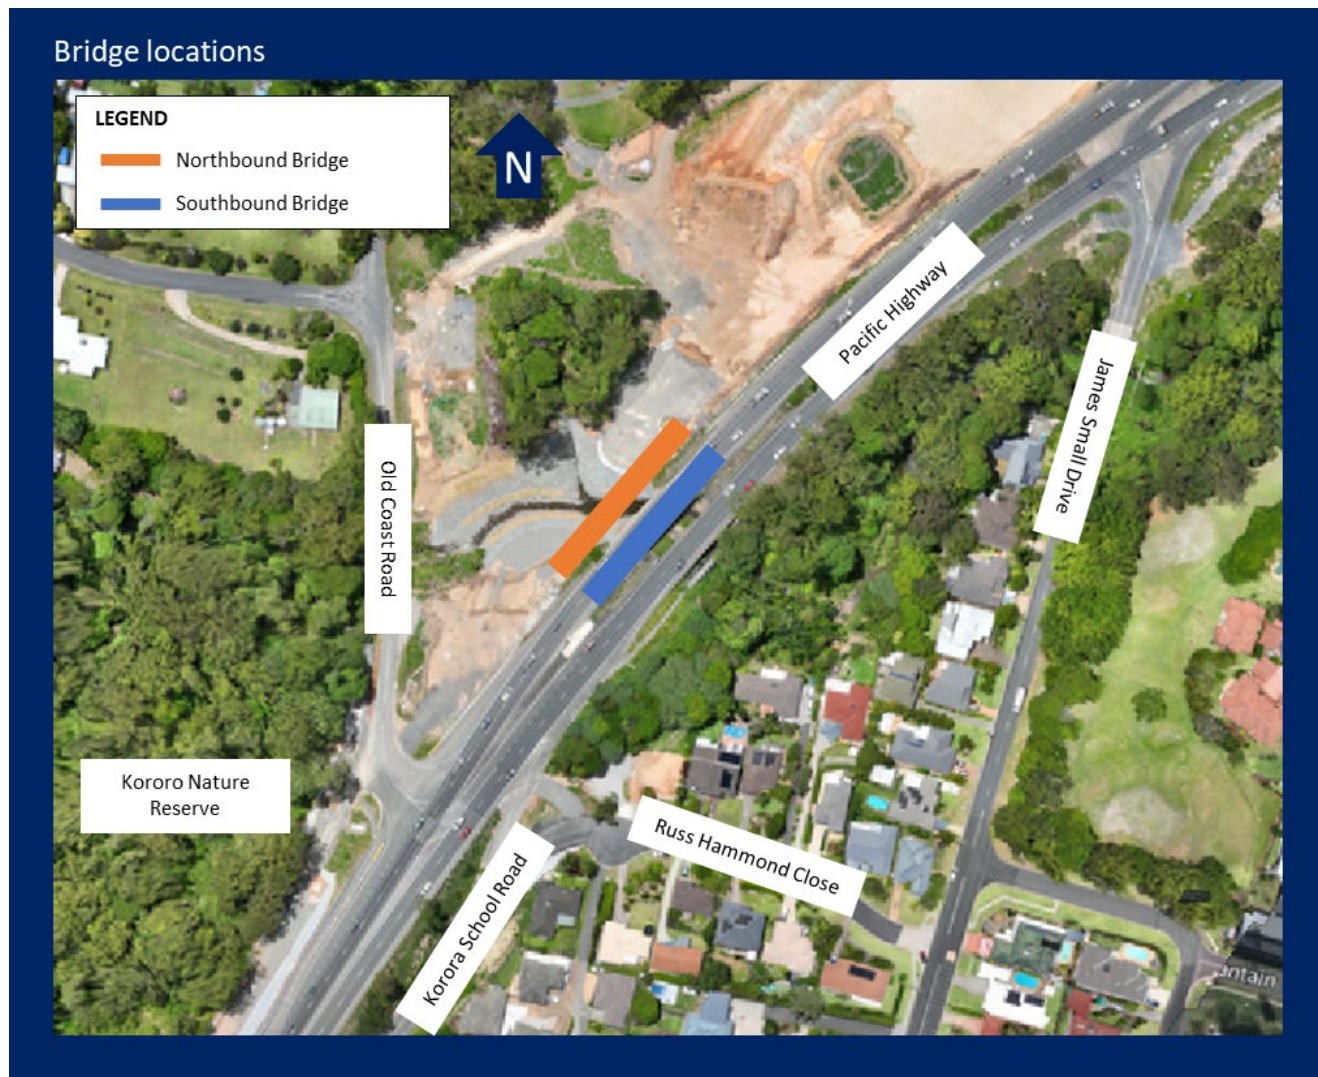 Bridge locations
LEGEND
Northbound Bridge
Southbound Bridge
N
Pacific Highway
James Small Drive
Old Coast Road
Kororo Nature
Reserve
Russ Hammond Close
Korora School Road